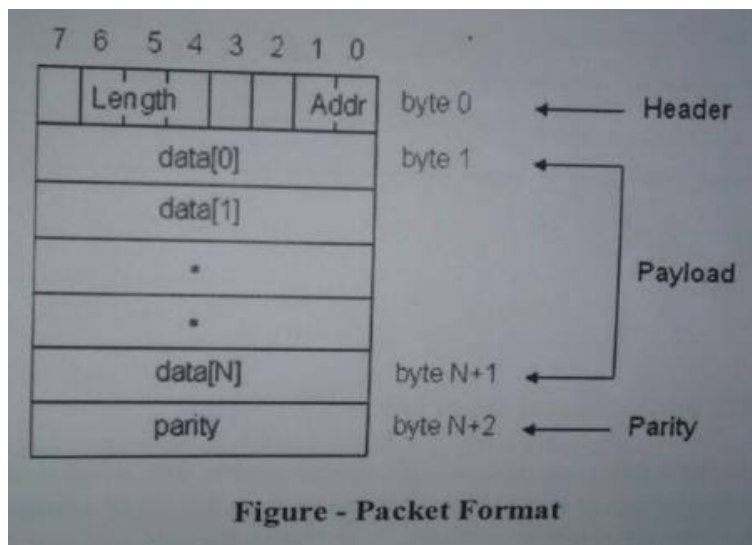 7 6 5 4 3 2 1 0
Length Addr byte 0 Header
data[0] byte 1
data[1]
Payload
data[N] byte N+1
parity byte N+2 Parity
Figure - Packet Format